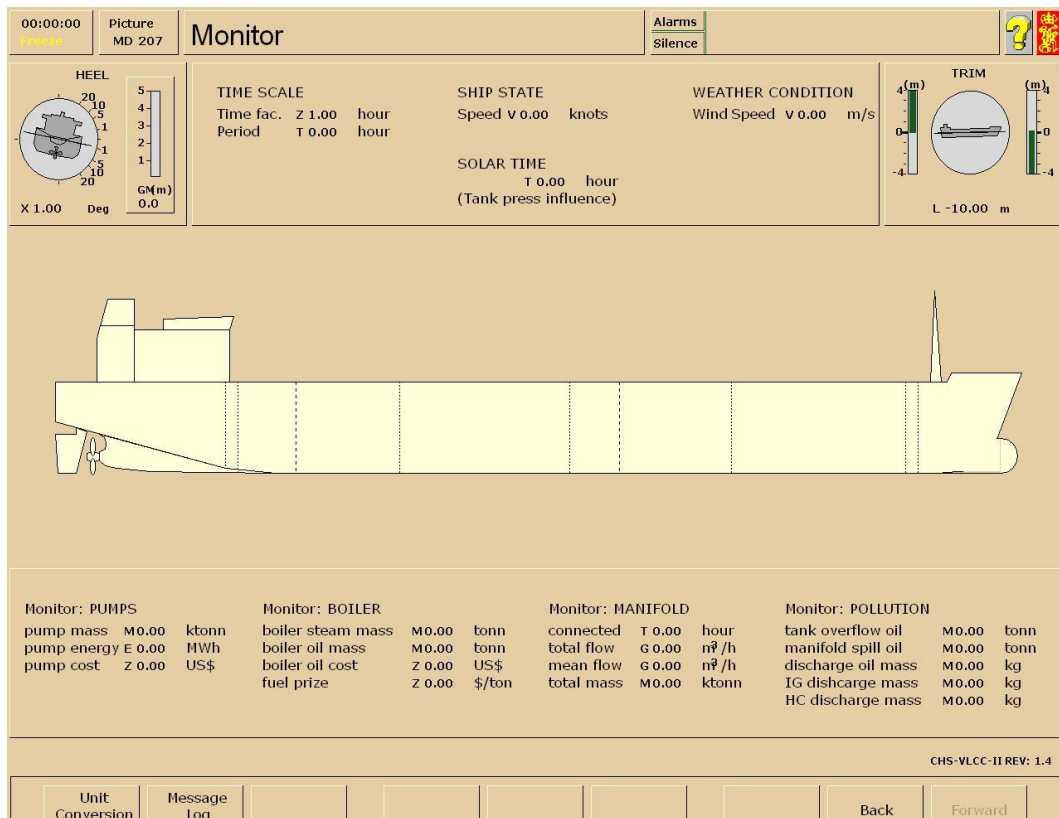 00:00:00
Freeze
Picture
MD 207
Monitor
Alarms
Silence
?
HEEL
20
10
5
1
1
5
10
20
X 1.00 Deg
5
4
3
2
1
GM(m)
0.0
TIME SCALE
Time fac. Z 1.00 hour
Period T 0.00 hour
SHIP STATE
Speed V 0.00 knots
SOLAR TIME
T 0.00 hour
(Tank press influence)
WEATHER CONDITION
Wind Speed V 0.00 m/s
TRIM
(m) (m)
4 4
0 0
-4 -4
L -10.00 m
Monitor: PUMPS
pump mass M0.00 ktonn
pump energy E 0.00 MWh
pump cost Z 0.00 US$
Monitor: BOILER
boiler steam mass M0.00 tonn
boiler oil mass M0.00 tonn
boiler oil cost Z 0.00 US$
fuel prize Z 0.00 $/ton
Monitor: MANIFOLD
connected T 0.00 hour
total flow G 0.00 m³/h
mean flow G 0.00 m³/h
total mass M0.00 ktonn
Monitor: POLLUTION
tank overflow oil M0.00 tonn
manifold spill oil M0.00 tonn
discharge oil mass M0.00 kg
IG dishcarge mass M0.00 kg
HC discharge mass M0.00 kg
CHS-VLCC-II REV: 1.4
Unit
Conversion
Message
Log
Back
Forward